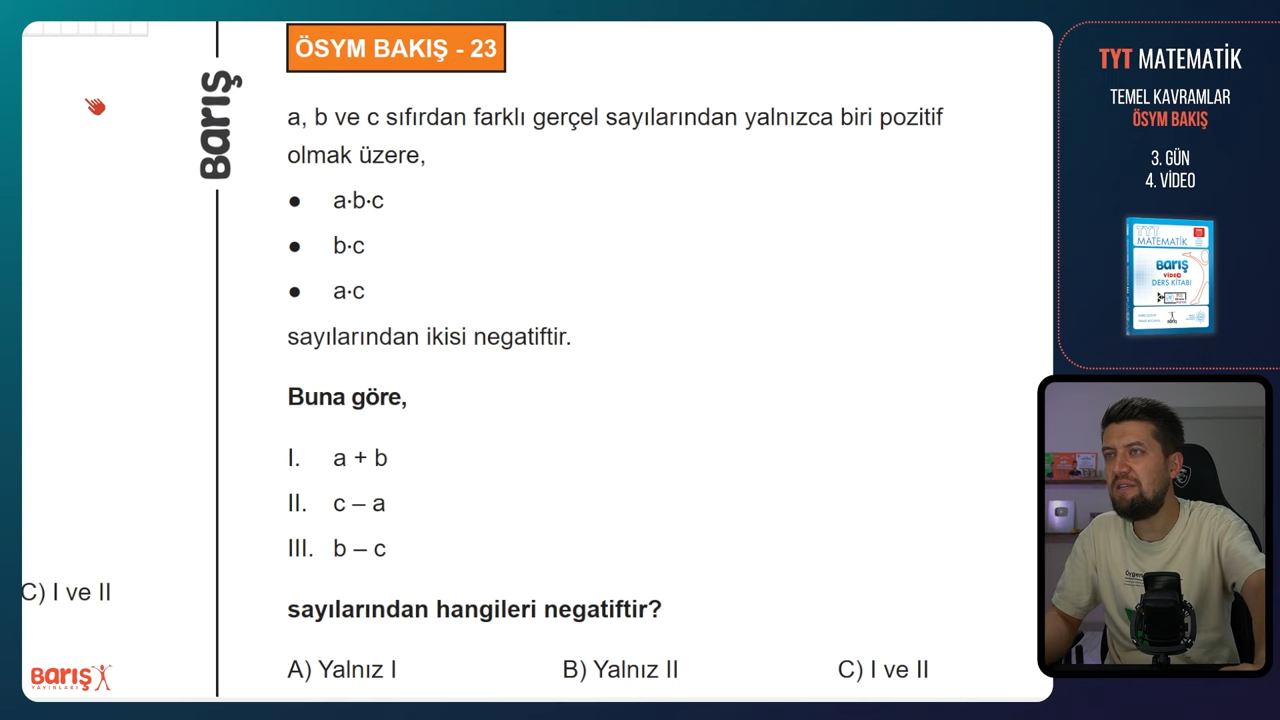 ÖSYM BAKIŞ - 23
Barış
a, b ve c sıfırdan farklı gerçel sayılarından yalnızca biri pozitif
olmak üzere,
● a·b·c
● b·c
● a·c
sayılarından ikisi negatiftir.
Buna göre,
I. a + b
II. c – a
III. b – c
sayılarından hangileri negatiftir?
A) Yalnız I B) Yalnız II C) I ve II
C) I ve II
Barış
YAYINLARI
TYT MATEMATİK
TEMEL KAVRAMLAR
ÖSYM BAKIŞ
3. GÜN
4. VİDEO
TYT
MATEMATİK
Barış
VİDEO
DERS KİTABI